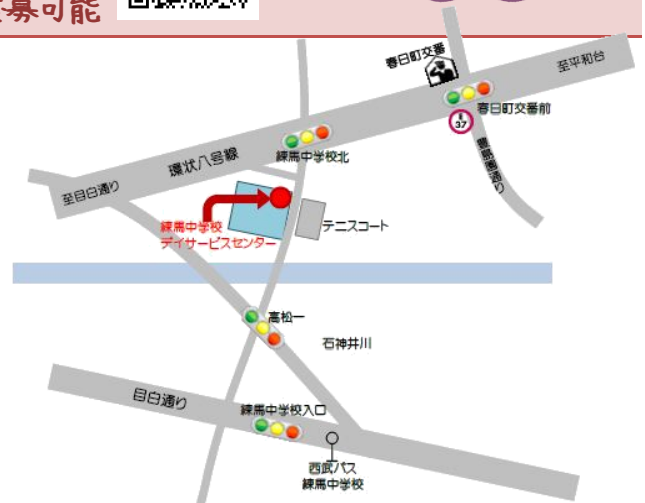 募可能
春日町交番
至平和台
春日町交番前
E
37
豊島園通り
練馬中学校北
環状八号線
至目白通り
練馬中学校
デイサービスセンター
テニスコート
高松一
石神井川
目白通り
練馬中学校入口
西武バス
練馬中学校